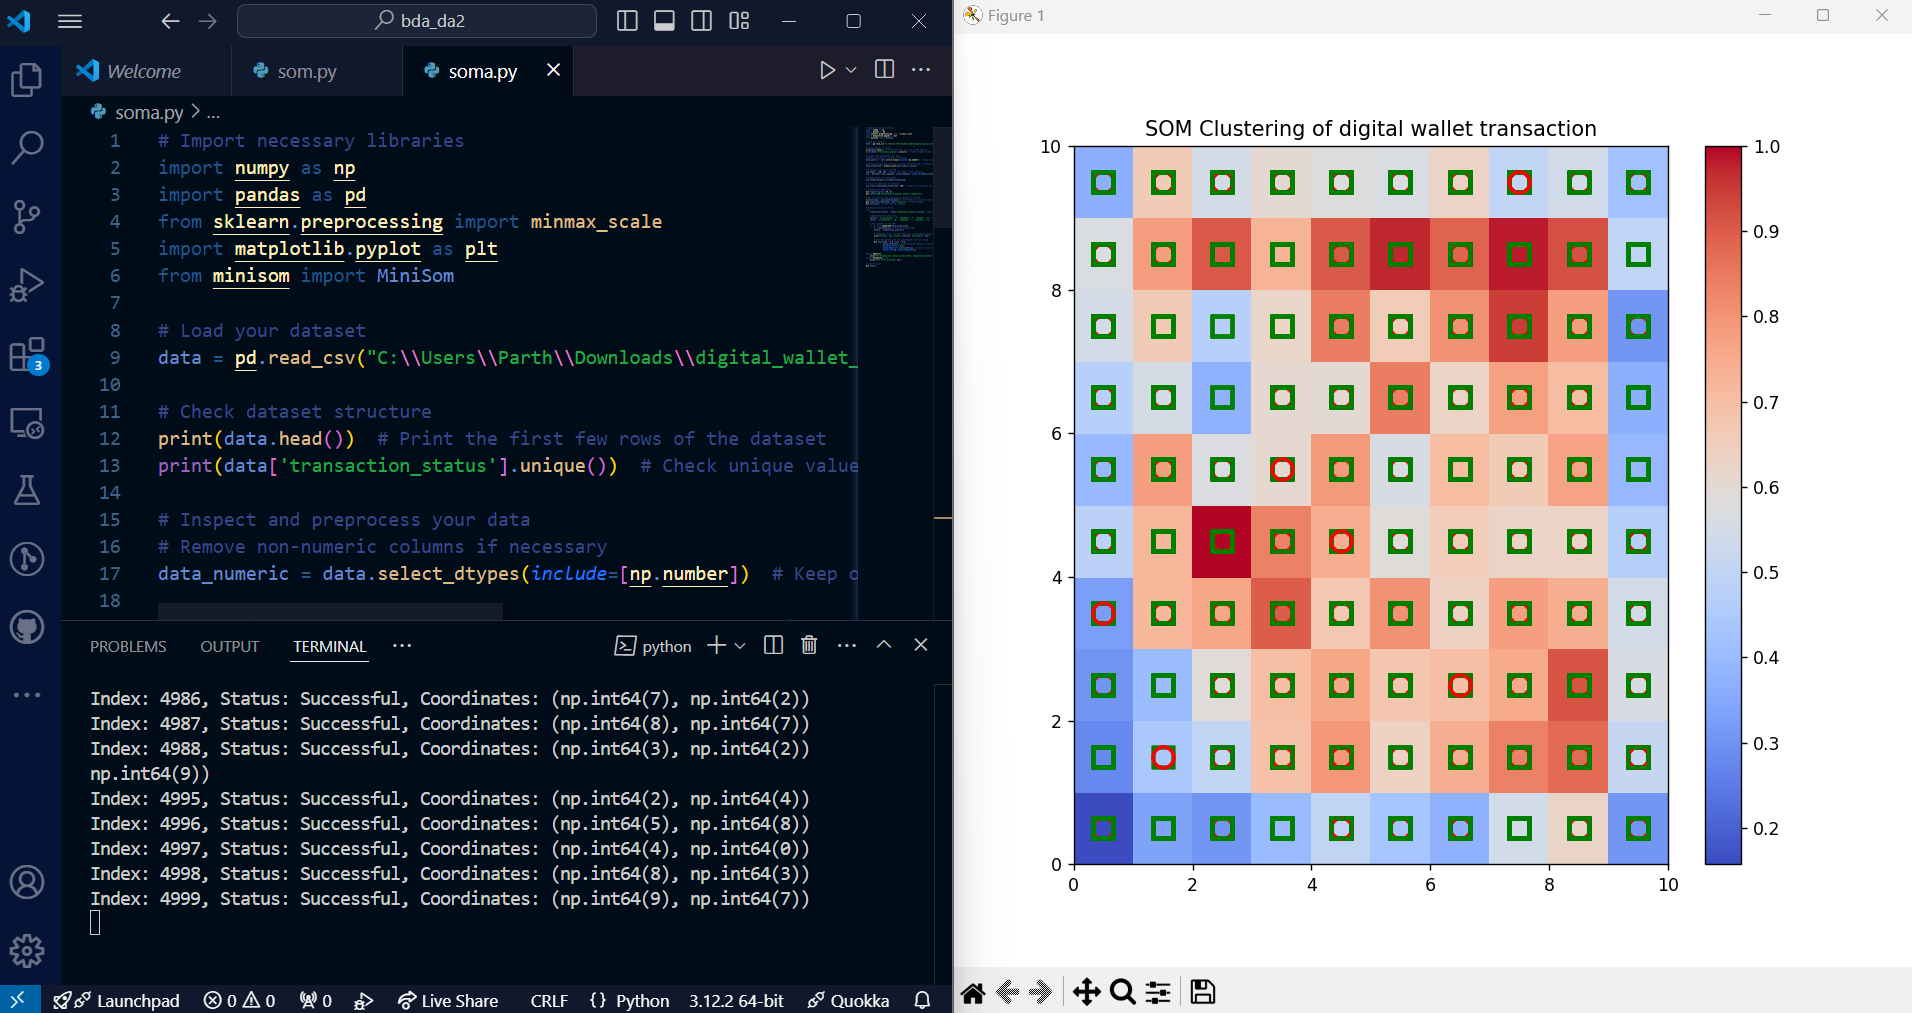 bda_da2
Welcome
som.py
soma.py
soma.py > ...
1 # Import necessary libraries
2 import numpy as np
3 import pandas as pd
4 from sklearn.preprocessing import minmax_scale
5 import matplotlib.pyplot as plt
6 from minisom import MiniSom
7
8 # Load your dataset
9 data = pd.read_csv("C:\\Users\\Parth\\Downloads\\digital_wallet_
10
11 # Check dataset structure
12 print(data.head())  # Print the first few rows of the dataset
13 print(data['transaction_status'].unique())  # Check unique value
14
15 # Inspect and preprocess your data
16 # Remove non-numeric columns if necessary
17 data_numeric = data.select_dtypes(include=[np.number])  # Keep o
18
3
PROBLEMS OUTPUT TERMINAL ··· python
Index: 4986, Status: Successful, Coordinates: (np.int64(7), np.int64(2))
Index: 4987, Status: Successful, Coordinates: (np.int64(8), np.int64(7))
Index: 4988, Status: Successful, Coordinates: (np.int64(3), np.int64(2))
np.int64(9))
Index: 4995, Status: Successful, Coordinates: (np.int64(2), np.int64(4))
Index: 4996, Status: Successful, Coordinates: (np.int64(5), np.int64(8))
Index: 4997, Status: Successful, Coordinates: (np.int64(4), np.int64(0))
Index: 4998, Status: Successful, Coordinates: (np.int64(8), np.int64(3))
Index: 4999, Status: Successful, Coordinates: (np.int64(9), np.int64(7))
Launchpad 0 0 0 Live Share CRLF {} Python 3.12.2 64-bit Quokka
Figure 1
SOM Clustering of digital wallet transaction
10
8
6
4
2
0
0 2 4 6 8 10
1.0
0.9
0.8
0.7
0.6
0.5
0.4
0.3
0.2